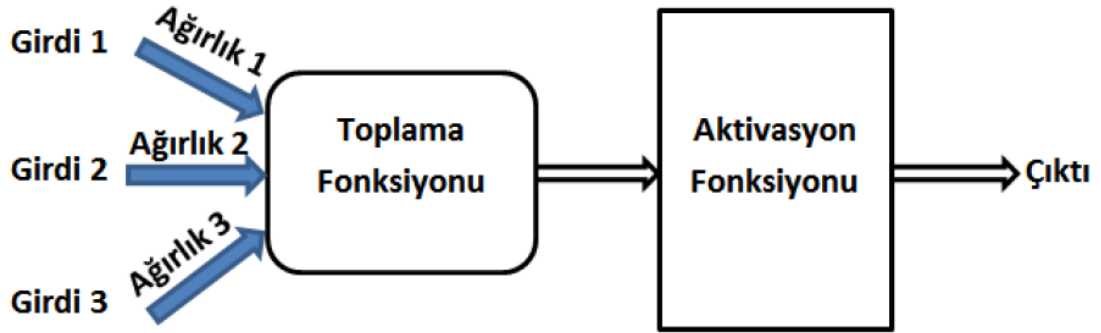 Girdi 1
Ağırlık 1
Girdi 2
Ağırlık 2
Girdi 3
Ağırlık 3
Toplama
Fonksiyonu
Aktivasyon
Fonksiyonu
Çıktı